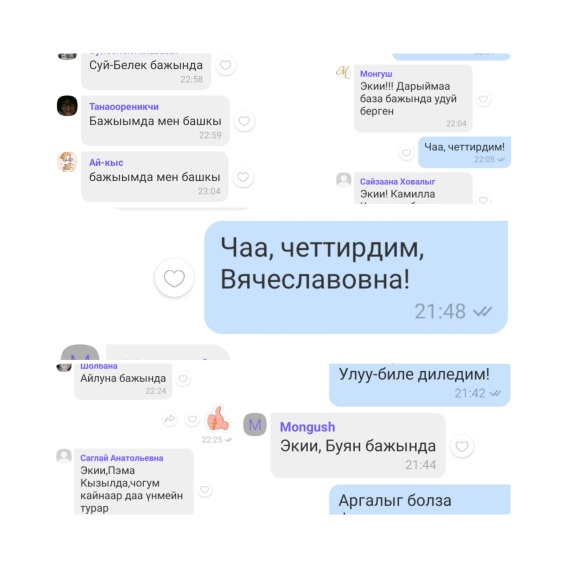 Суй-Белек бажында
22:58
Танаоореникчи
Бажыымда мен башкы
22:59
Ай-кыс
бажыымда мен башкы
23:04
Монгуш
Экии!!! Дарыймаа
база бажында удуй
берген
22:04
Чаа, четтирдим!
22:05
Сайзаана Ховалыг
Экии! Камилла
Чаа, четтирдим,
Вячеславовна!
21:48
Шолбана
Айлуна бажында
22:24
22:25
Саглай Анатольевна
Экии,Пэма
Кызылда,чогум
кайнаар даа үнмейн
турар
Улуу-биле диледим!
21:42
M
Mongush
Экии, Буян бажында
21:44
Аргалыг болза